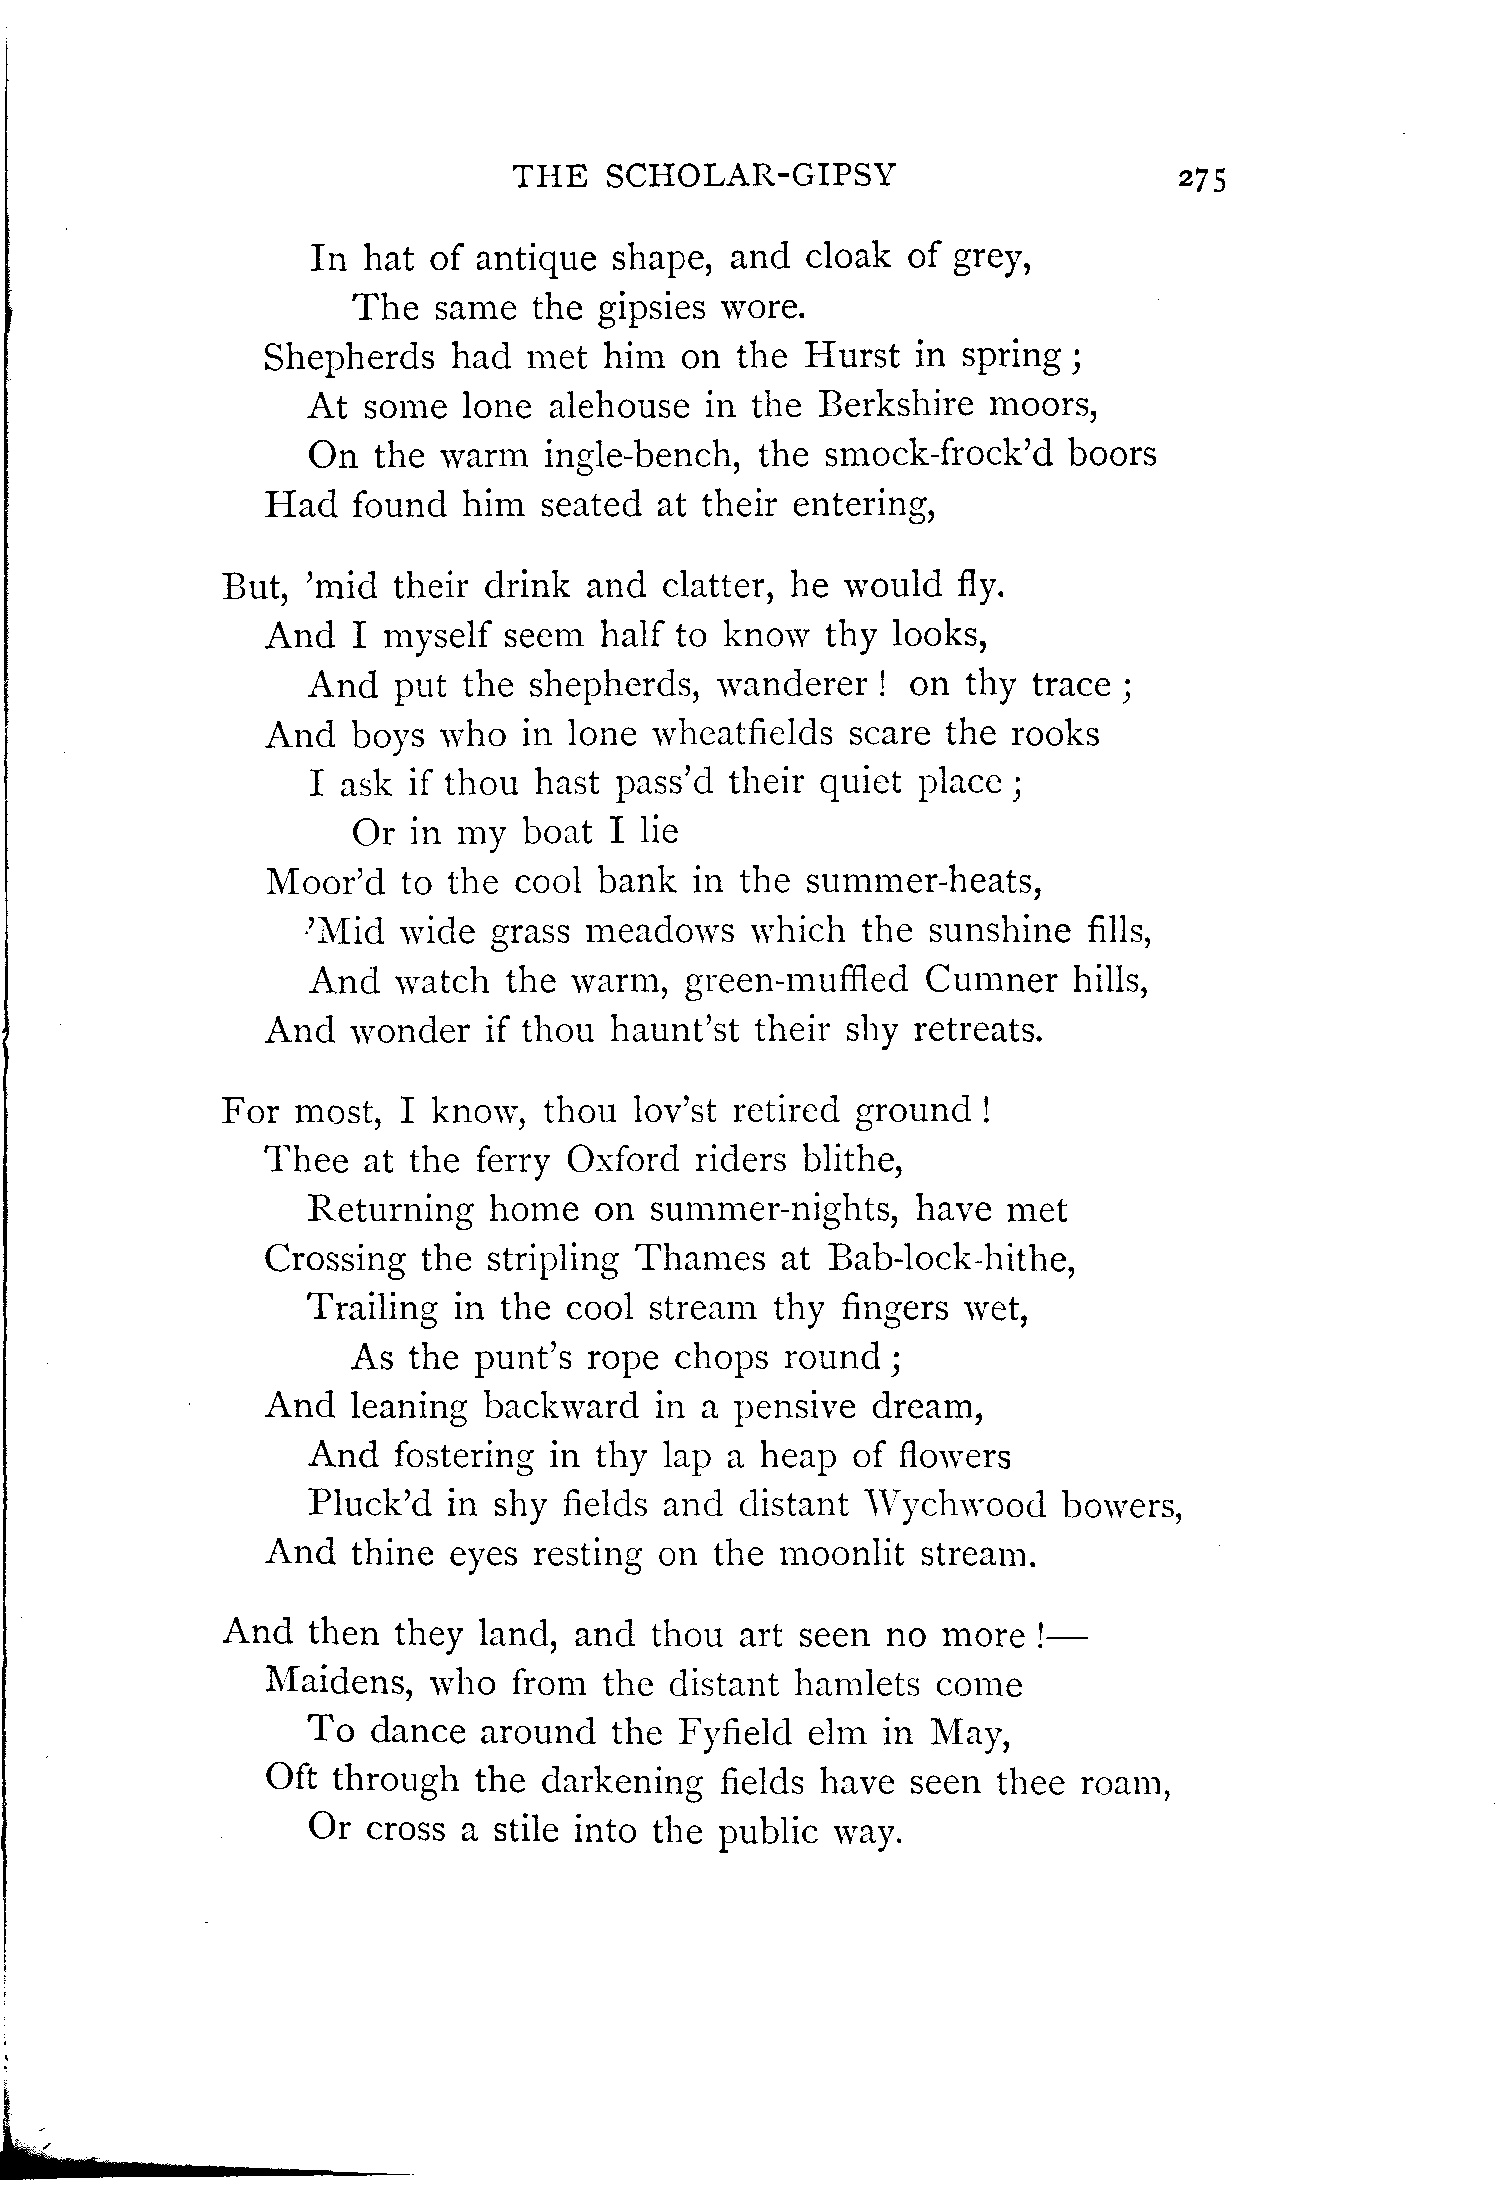 THE SCHOLAR-GIPSY 275
In hat of antique shape, and cloak of grey,
The same the gipsies wore.
Shepherds had met him on the Hurst in spring ;
At some lone alehouse in the Berkshire moors,
On the warm ingle-bench, the smock-frock’d boors
Had found him seated at their entering,
But, ’mid their drink and clatter, he would fly.
And I myself seem half to know thy looks,
And put the shepherds, wanderer ! on thy trace ;
And boys who in lone wheatfields scare the rooks
I ask if thou hast pass’d their quiet place ;
Or in my boat I lie
Moor’d to the cool bank in the summer-heats,
’Mid wide grass meadows which the sunshine fills,
And watch the warm, green-muffled Cumner hills,
And wonder if thou haunt’st their shy retreats.
For most, I know, thou lov’st retired ground !
Thee at the ferry Oxford riders blithe,
Returning home on summer-nights, have met
Crossing the stripling Thames at Bab-lock-hithe,
Trailing in the cool stream thy fingers wet,
As the punt’s rope chops round ;
And leaning backward in a pensive dream,
And fostering in thy lap a heap of flowers
Pluck’d in shy fields and distant Wychwood bowers,
And thine eyes resting on the moonlit stream.
And then they land, and thou art seen no more !—
Maidens, who from the distant hamlets come
To dance around the Fyfield elm in May,
Oft through the darkening fields have seen thee roam,
Or cross a stile into the public way.